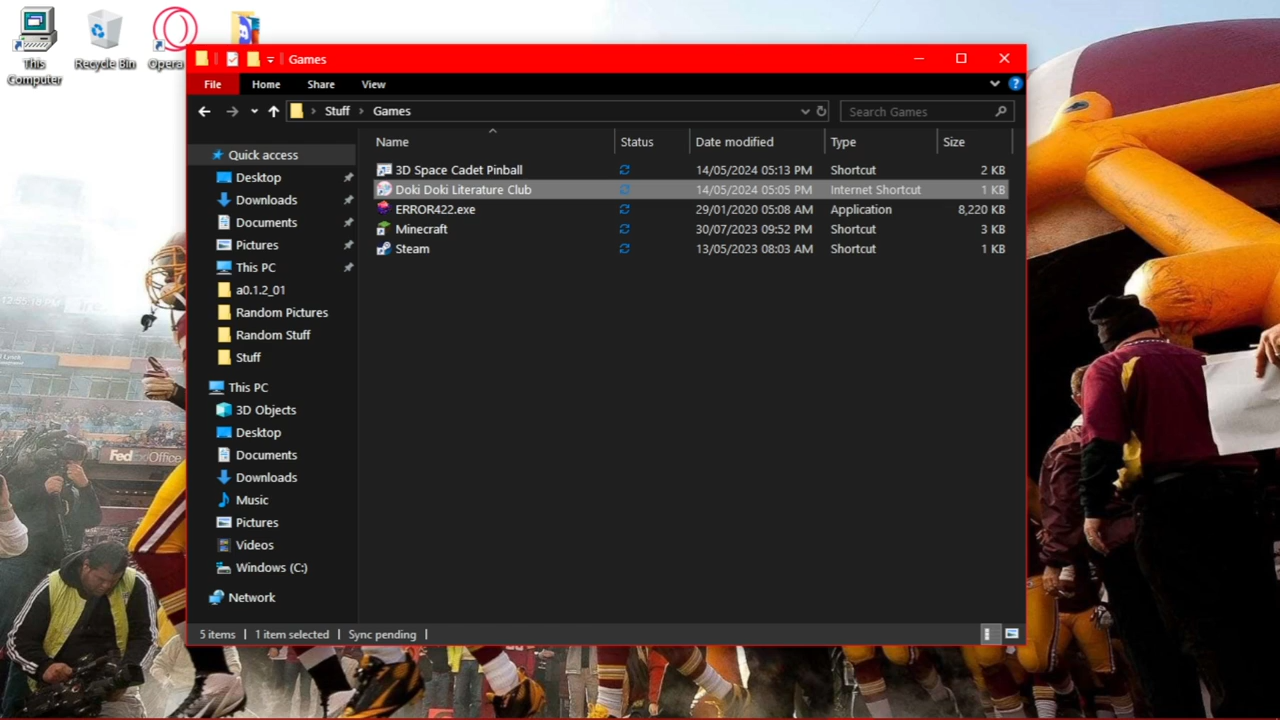 This Computer
Recycle Bin
Opera
Games
File Home Share View
Stuff Games
Search Games
Name Status Date modified Type Size
3D Space Cadet Pinball 14/05/2024 05:13 PM Shortcut 2 KB
Doki Doki Literature Club 14/05/2024 05:05 PM Internet Shortcut 1 KB
ERROR422.exe 29/01/2020 05:08 AM Application 8,220 KB
Minecraft 30/07/2023 09:52 PM Shortcut 3 KB
Steam 13/05/2023 08:03 AM Shortcut 1 KB
Quick access
Desktop
Downloads
Documents
Pictures
This PC
a0.1.2_01
Random Pictures
Random Stuff
Stuff
This PC
3D Objects
Desktop
Documents
Downloads
Music
Pictures
Videos
Windows (C:)
Network
5 items 1 item selected Sync pending
FedExOffice